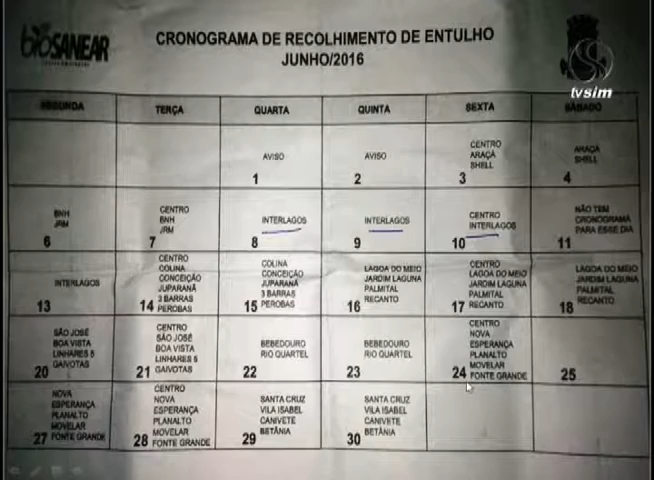 bioSANEAR
CRONOGRAMA DE RECOLHIMENTO DE ENTULHO
JUNHO/2016
tvsim
SEGUNDA TERÇA QUARTA QUINTA SEXTA SÁBADO
AVISO
1
AVISO
2
CENTRO
ARAÇÁ
SHELL
3
ARAÇÁ
SHELL
4
BNH
JRM
6
CENTRO
BNH
JRM
7
INTERLAGOS
8
INTERLAGOS
9
CENTRO
INTERLAGOS
10
NÃO TEM
CRONOGRAMA
PARA ESSE DIA
11
INTERLAGOS
13
CENTRO
COLINA
CONCEIÇÃO
JUPARANÃ
3 BARRAS
14 PEROBAS
COLINA
CONCEIÇÃO
JUPARANÃ
3 BARRAS
15 PEROBAS
LAGOA DO MEIO
JARDIM LAGUNA
PALMITAL
16 RECANTO
CENTRO
LAGOA DO MEIO
JARDIM LAGUNA
PALMITAL
17 RECANTO
LAGOA DO MEIO
JARDIM LAGUNA
PALMITAL
18 RECANTO
SÃO JOSÉ
BOA VISTA
LINHARES 5
20 GAIVOTAS
CENTRO
SÃO JOSÉ
BOA VISTA
LINHARES 5
21 GAIVOTAS
BEBEDOURO
RIO QUARTEL
22
BEBEDOURO
RIO QUARTEL
23
CENTRO
NOVA
ESPERANÇA
PLANALTO
MOVELAR
24 FONTE GRANDE
25
NOVA
ESPERANÇA
PLANALTO
MOVELAR
27 FONTE GRANDE
CENTRO
NOVA
ESPERANÇA
PLANALTO
MOVELAR
28 FONTE GRANDE
SANTA CRUZ
VILA ISABEL
CANIVETE
29 BETÂNIA
SANTA CRUZ
VILA ISABEL
CANIVETE
30 BETÂNIA